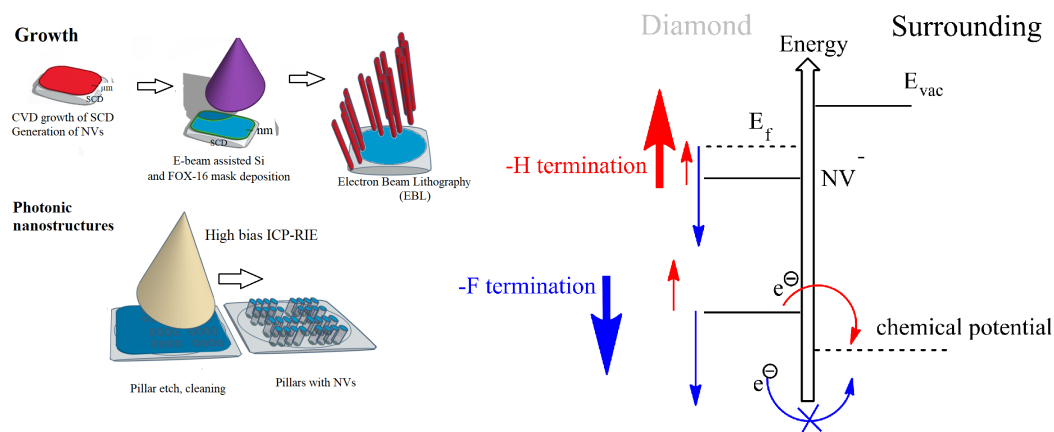 Growth
μm
SCD
CVD growth of SCD
Generation of NVs
nm
SCD
E-beam assisted Si
and FOX-16 mask deposition
Electron Beam Lithography
(EBL)
Photonic
nanostructures
High bias ICP-RIE
Pillar etch, cleaning
Pillars with NVs
Diamond
Surrounding
Energy
E_vac
E_f
-H termination
NV⁻
-F termination
e⊖
chemical potential
e⊖